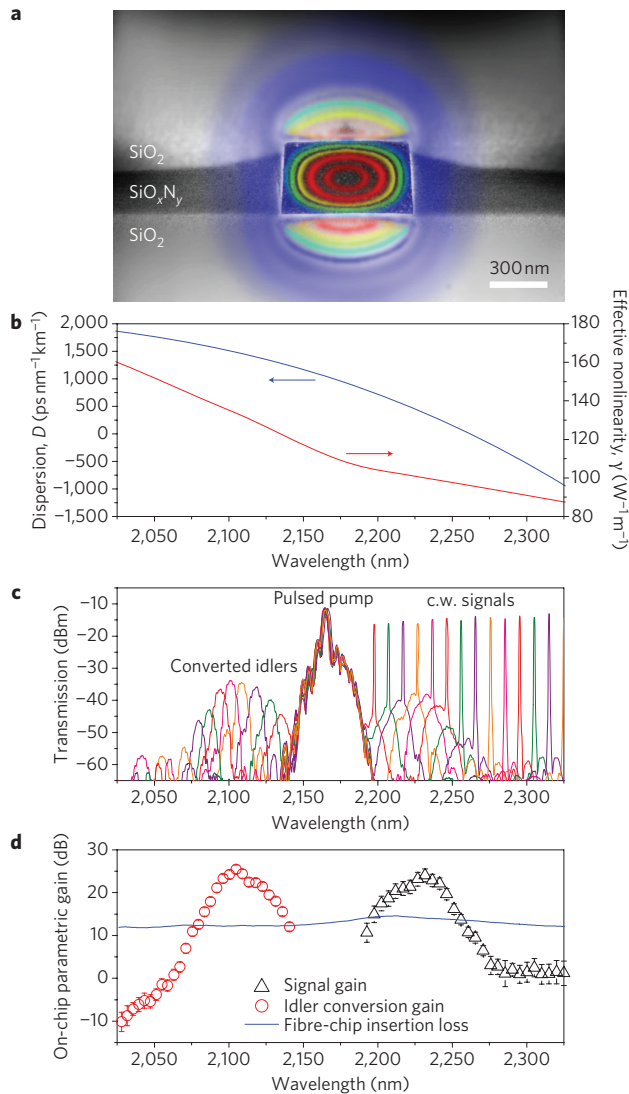 a
SiO2
SiOxNy
SiO2
300 nm
b
Dispersion, D (ps nm−1 km−1)
2,000
1,500
1,000
500
0
−500
−1,000
−1,500
180
160
140
120
100
80
Effective nonlinearity, γ (W−1 m−1)
2,050 2,100 2,150 2,200 2,250 2,300
Wavelength (nm)
c
Transmission (dBm)
−10
−20
−30
−40
−50
−60
Pulsed pump
c.w. signals
Converted idlers
2,050 2,100 2,150 2,200 2,250 2,300
Wavelength (nm)
d
On-chip parametric gain (dB)
30
20
10
0
−10
Signal gain
Idler conversion gain
Fibre-chip insertion loss
2,050 2,100 2,150 2,200 2,250 2,300
Wavelength (nm)